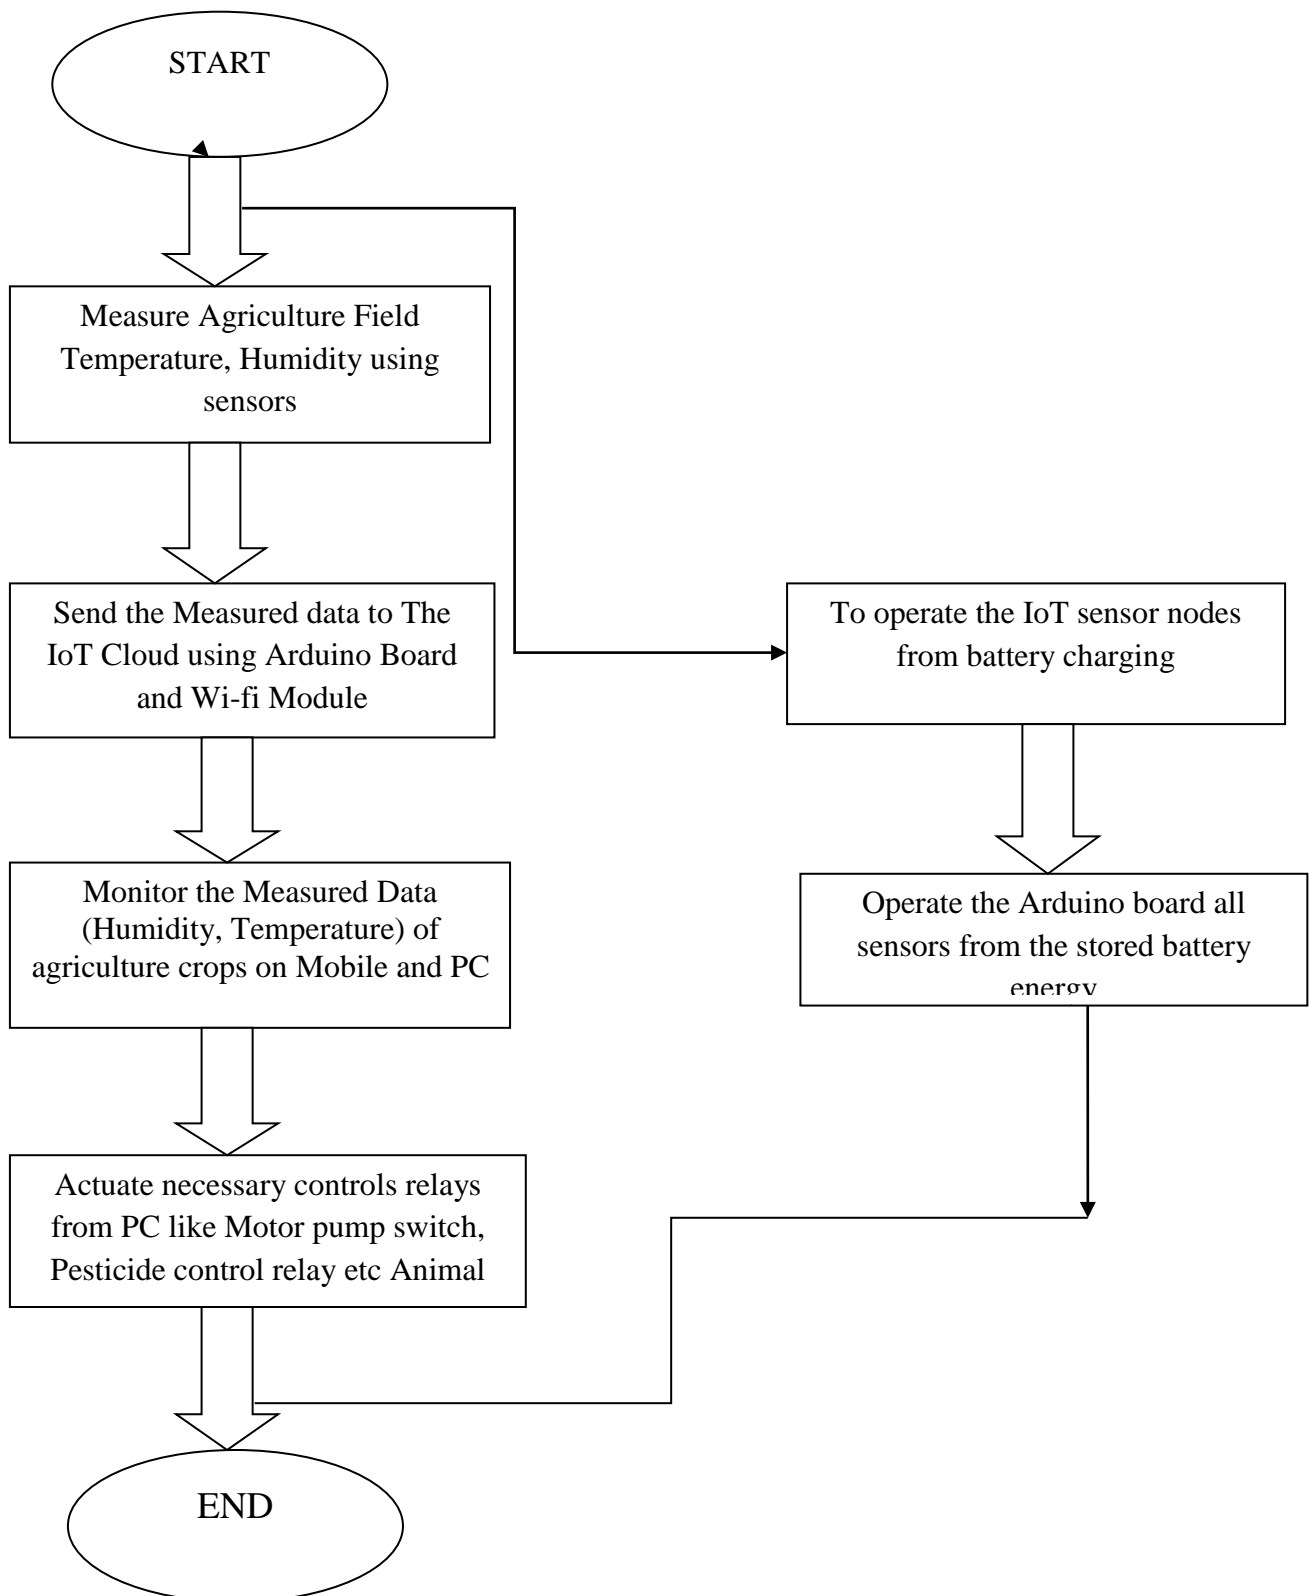 START
Measure Agriculture Field
Temperature, Humidity using
sensors
Send the Measured data to The
IoT Cloud using Arduino Board
and Wi-fi Module
Monitor the Measured Data
(Humidity, Temperature) of
agriculture crops on Mobile and PC
Actuate necessary controls relays
from PC like Motor pump switch,
Pesticide control relay etc Animal
To operate the IoT sensor nodes
from battery charging
Operate the Arduino board all
sensors from the stored battery
energy
END